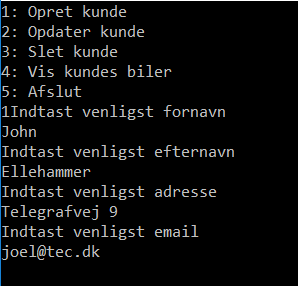 1: Opret kunde
2: Opdater kunde
3: Slet kunde
4: Vis kundes biler
5: Afslut
1Indtast venligst fornavn
John
Indtast venligst efternavn
Ellehammer
Indtast venligst adresse
Telegrafvej 9
Indtast venligst email
joel@tec.dk